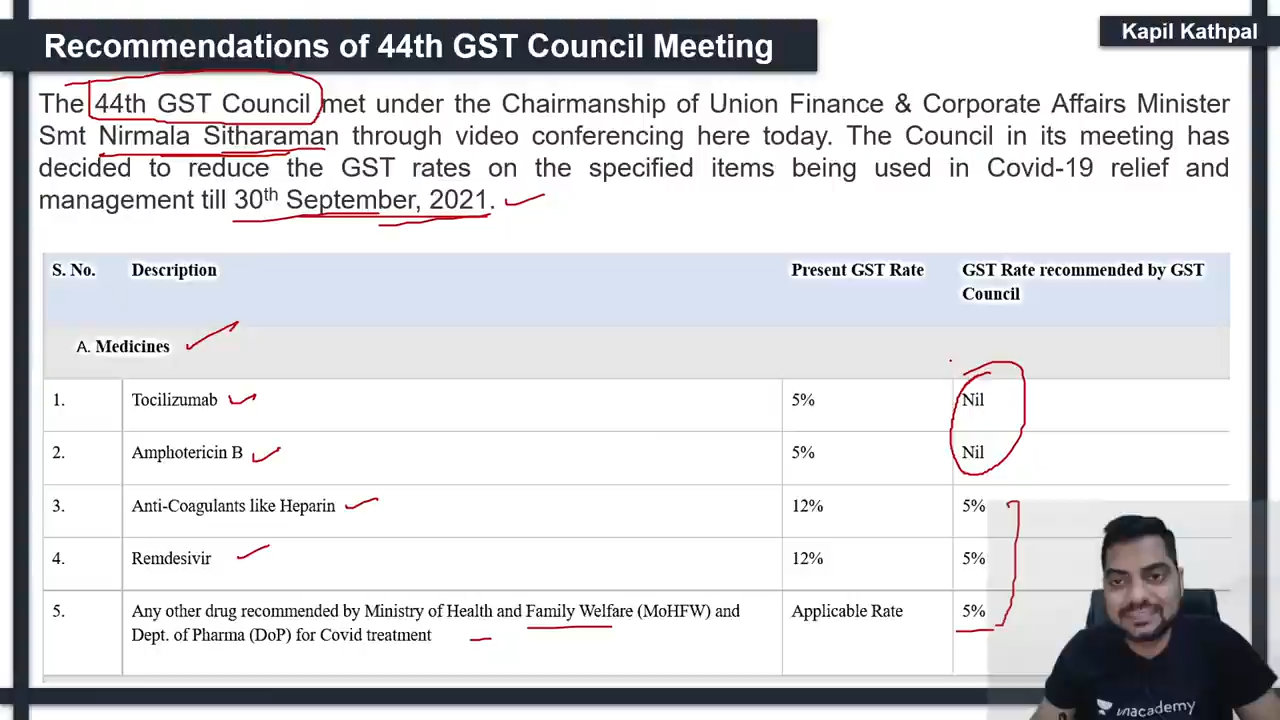 Recommendations of 44th GST Council Meeting
Kapil Kathpal
The 44th GST Council met under the Chairmanship of Union Finance & Corporate Affairs Minister
Smt Nirmala Sitharaman through video conferencing here today. The Council in its meeting has
decided to reduce the GST rates on the specified items being used in Covid-19 relief and
management till 30th September, 2021.
S. No. Description Present GST Rate GST Rate recommended by GST
Council
A. Medicines
1. Tocilizumab 5% Nil
2. Amphotericin B 5% Nil
3. Anti-Coagulants like Heparin 12% 5%
4. Remdesivir 12% 5%
5. Any other drug recommended by Ministry of Health and Family Welfare (MoHFW) and Applicable Rate 5%
Dept. of Pharma (DoP) for Covid treatment
unacademy